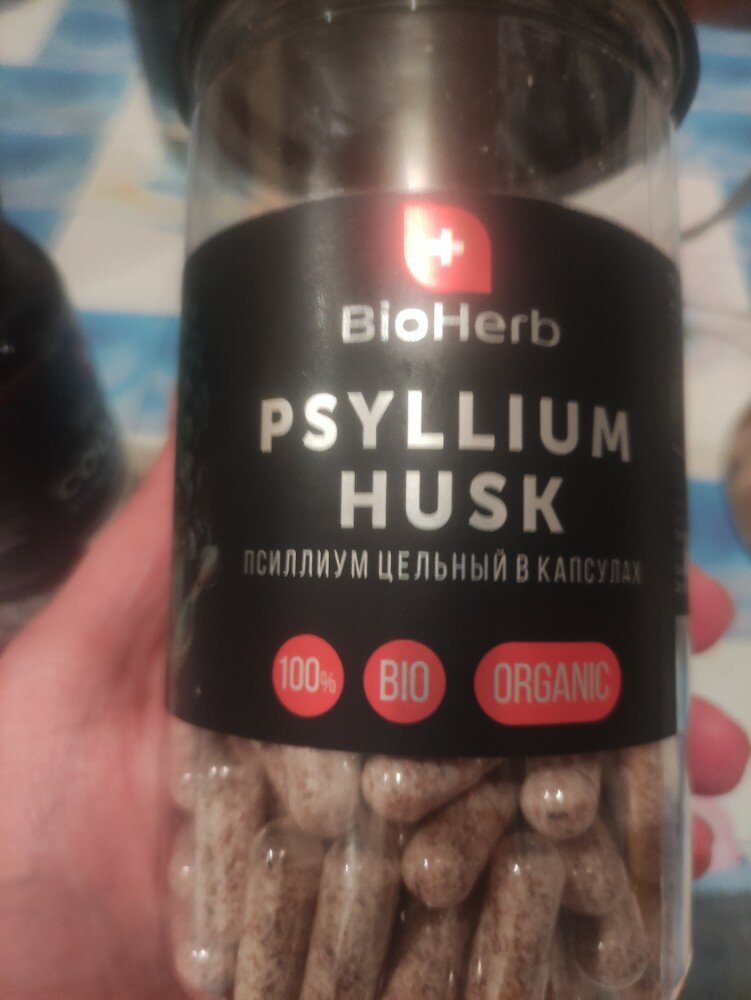 BioHerb
PSYLLIUM
HUSK
ПСИЛЛИУМ ЦЕЛЬНЫЙ В КАПСУЛАХ
100% BIO ORGANIC